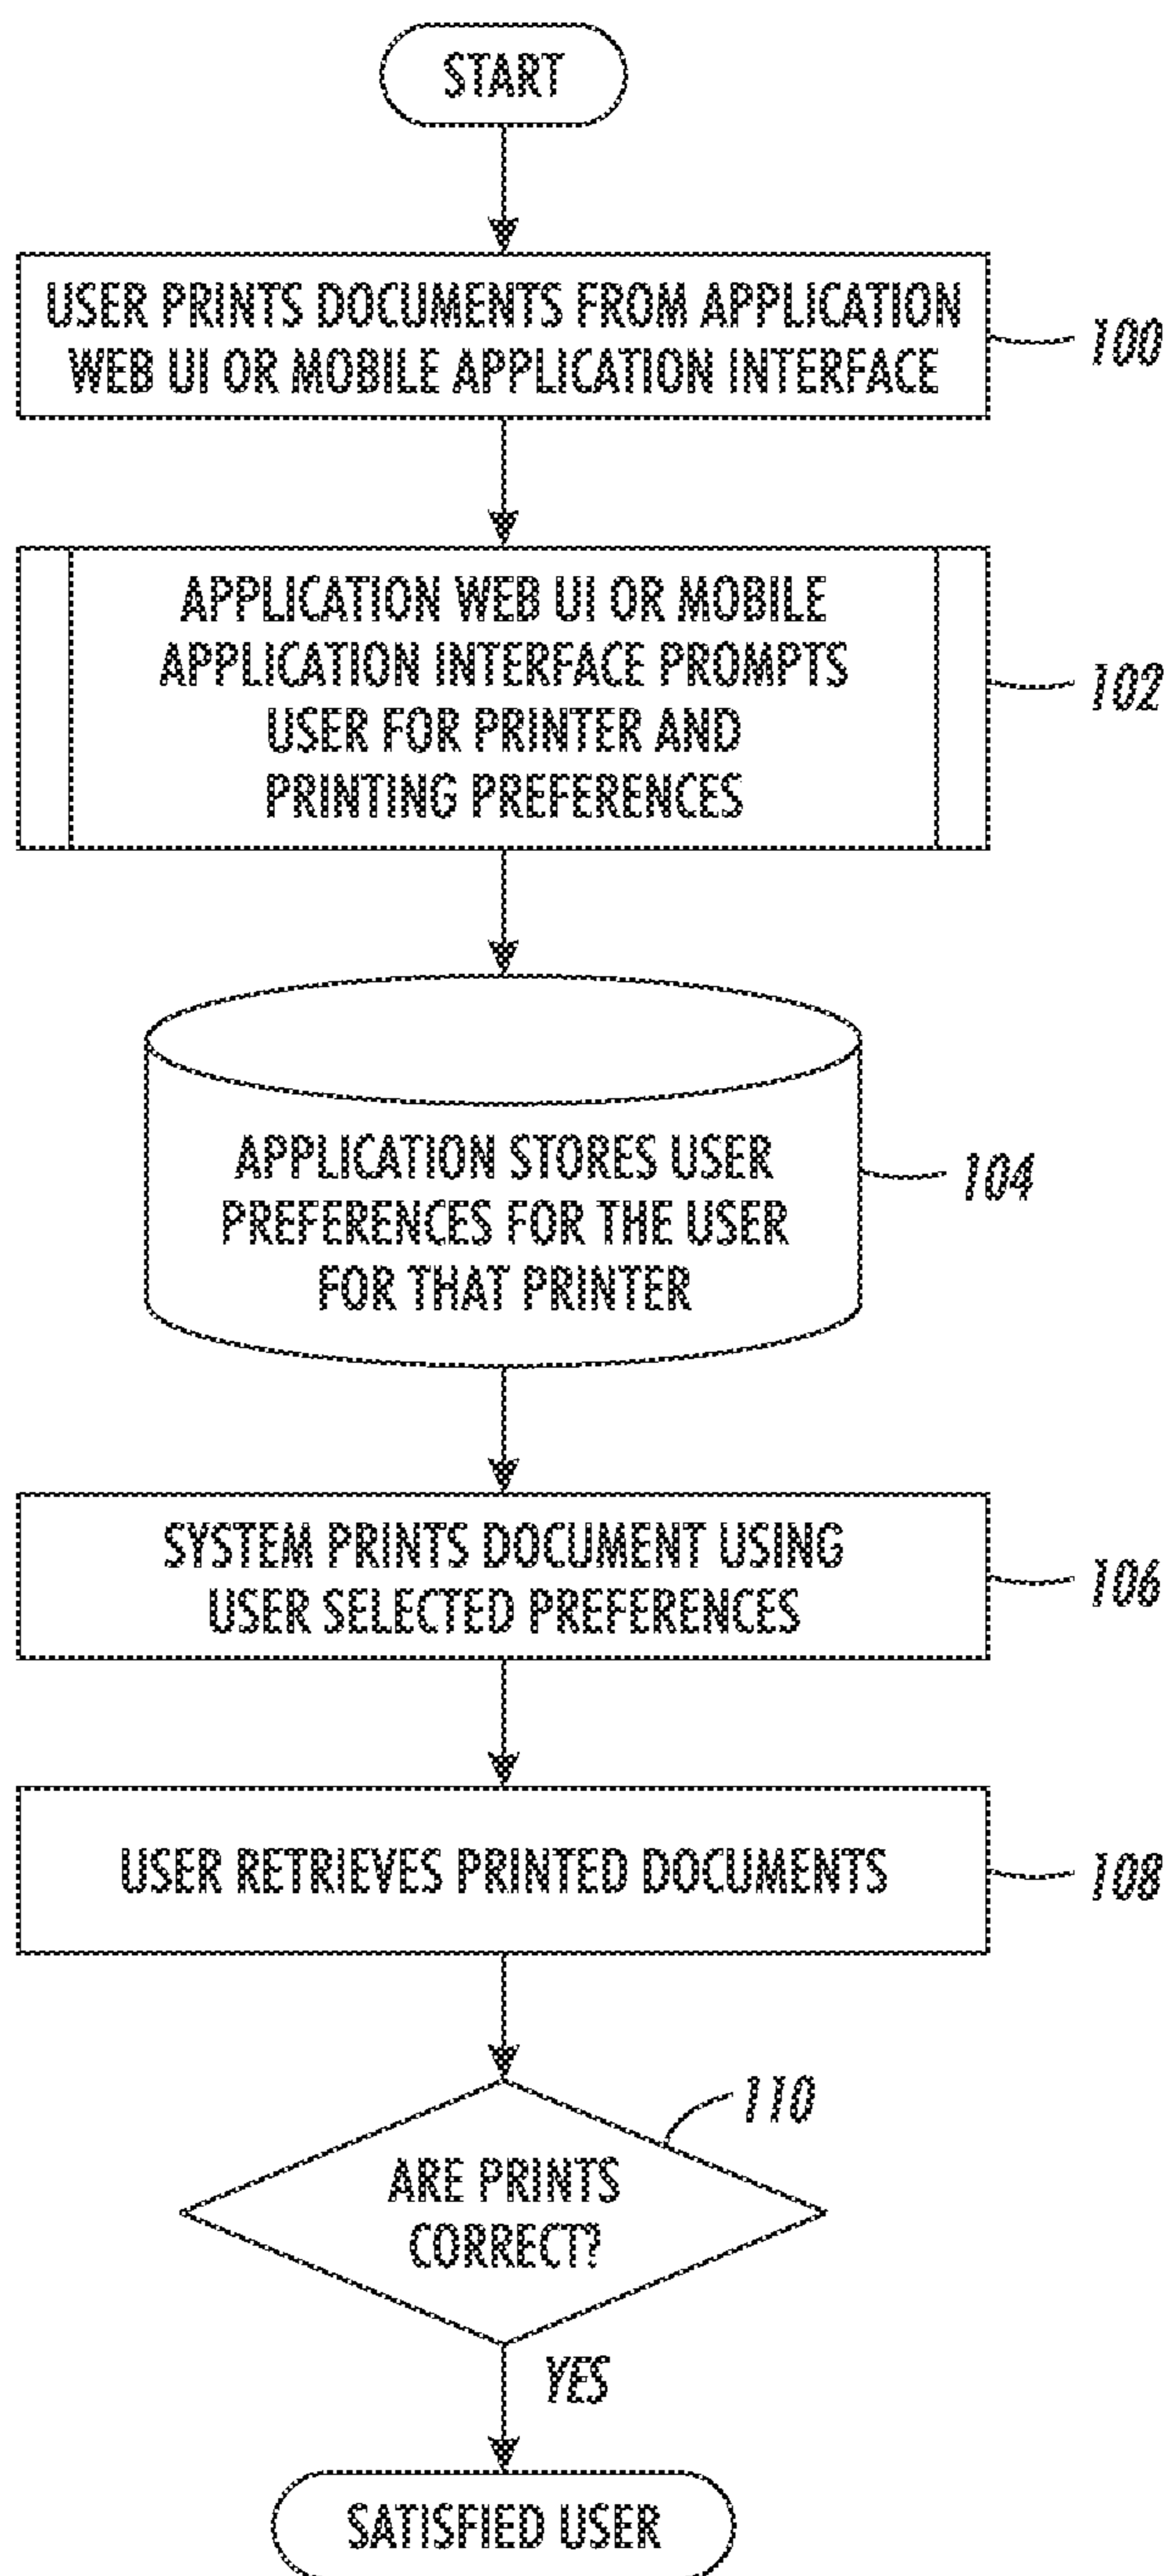 START
USER PRINTS DOCUMENTS FROM APPLICATION
WEB UI OR MOBILE APPLICATION INTERFACE
100
APPLICATION WEB UI OR MOBILE
APPLICATION INTERFACE PROMPTS
USER FOR PRINTER AND
PRINTING PREFERENCES
102
APPLICATION STORES USER
PREFERENCES FOR THE USER
FOR THAT PRINTER
104
SYSTEM PRINTS DOCUMENT USING
USER SELECTED PREFERENCES
106
USER RETRIEVES PRINTED DOCUMENTS
108
110
ARE PRINTS
CORRECT?
YES
SATISFIED USER